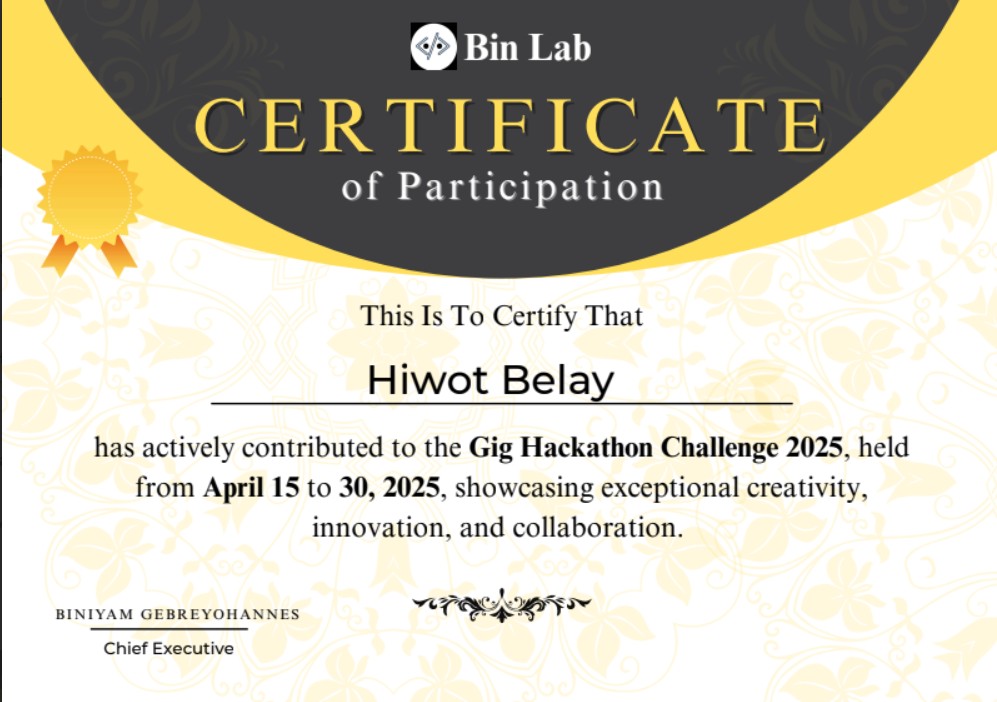 Bin Lab
CERTIFICATE
of Participation
This Is To Certify That
Hiwot Belay
has actively contributed to the Gig Hackathon Challenge 2025, held
from April 15 to 30, 2025, showcasing exceptional creativity,
innovation, and collaboration.
BINIYAM GEBREYOHANNES
Chief Executive